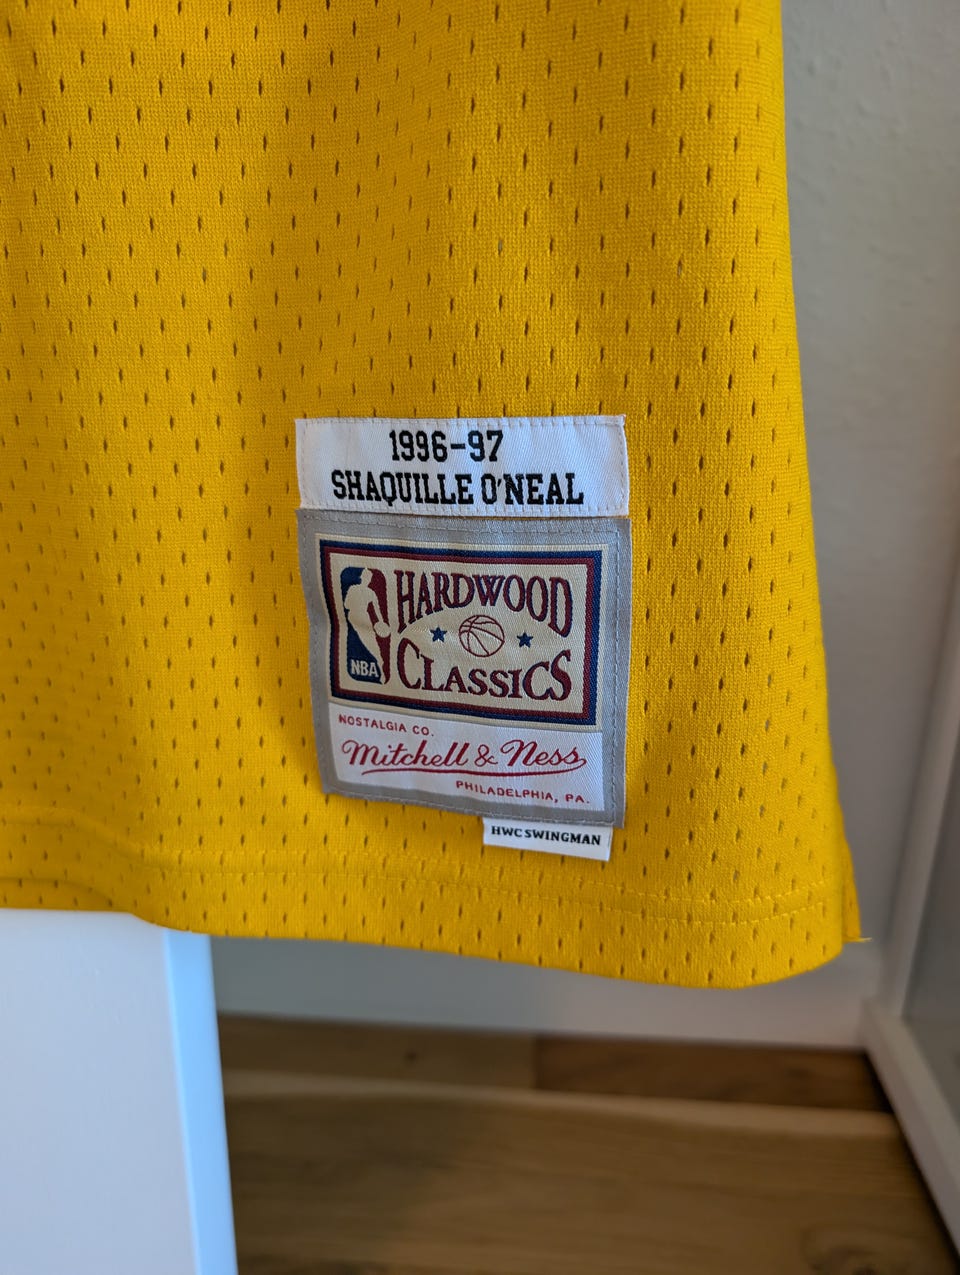 1996-97
SHAQUILLE O'NEAL
HARDWOOD
NBA
CLASSICS
NOSTALGIA CO.
Mitchell & Ness
PHILADELPHIA, PA.
HWC SWINGMAN